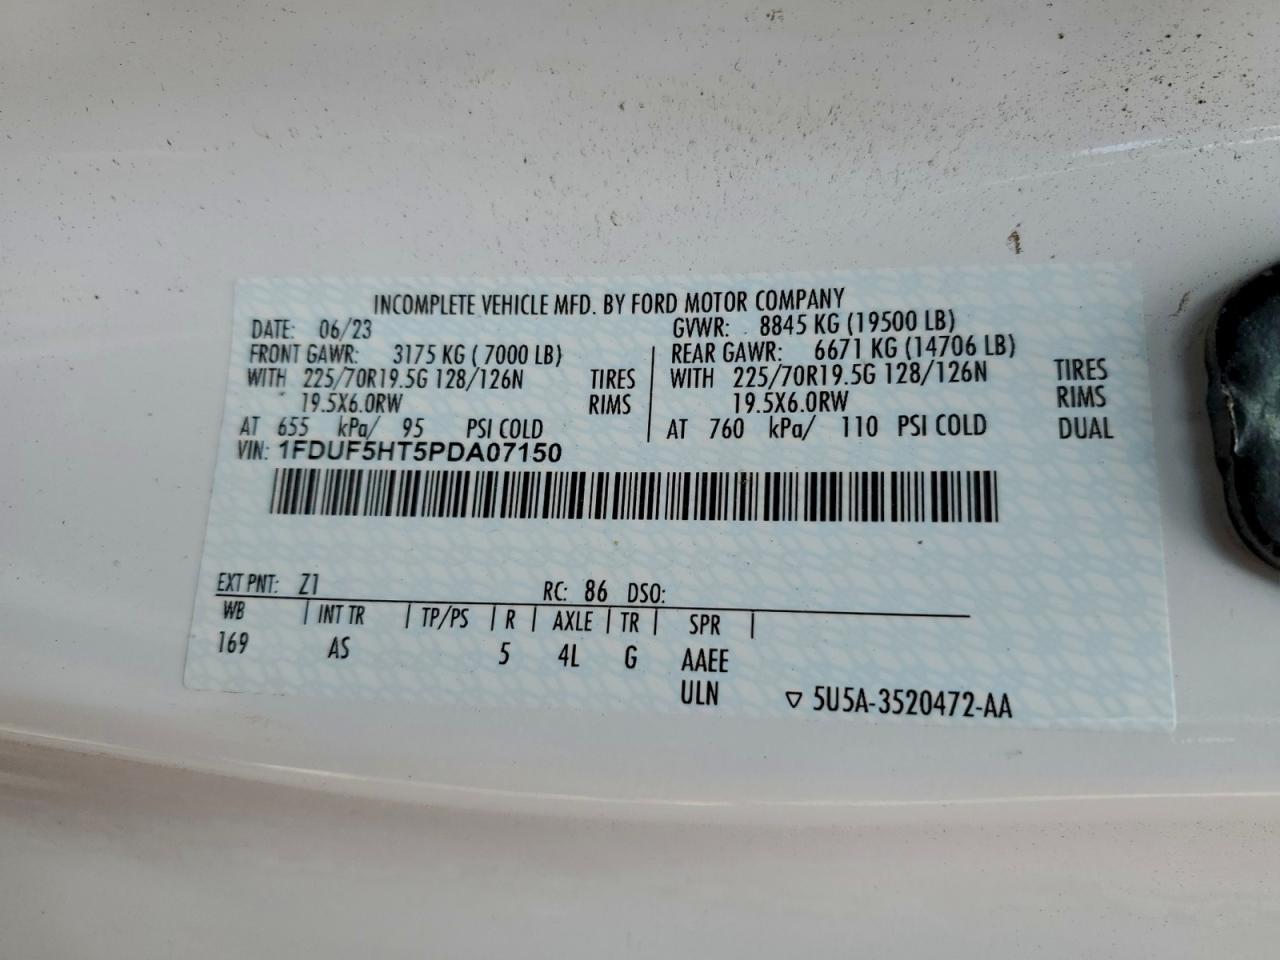 INCOMPLETE VEHICLE MFD. BY FORD MOTOR COMPANY
DATE: 06/23 GVWR: 8845 KG (19500 LB)
FRONT GAWR: 3175 KG ( 7000 LB) REAR GAWR: 6671 KG (14706 LB)
WITH 225/70R19.5G 128/126N TIRES WITH 225/70R19.5G 128/126N TIRES
19.5X6.0RW RIMS 19.5X6.0RW RIMS
AT 655 kPa/ 95 PSI COLD AT 760 kPa/ 110 PSI COLD DUAL
VIN: 1FDUF5HT5PDA07150
EXT PNT: Z1 RC: 86 DSO:
WB | INT TR | TP/PS | R | AXLE | TR | SPR |
169 AS 5 4L G AAEE
ULN ▽ 5U5A-3520472-AA